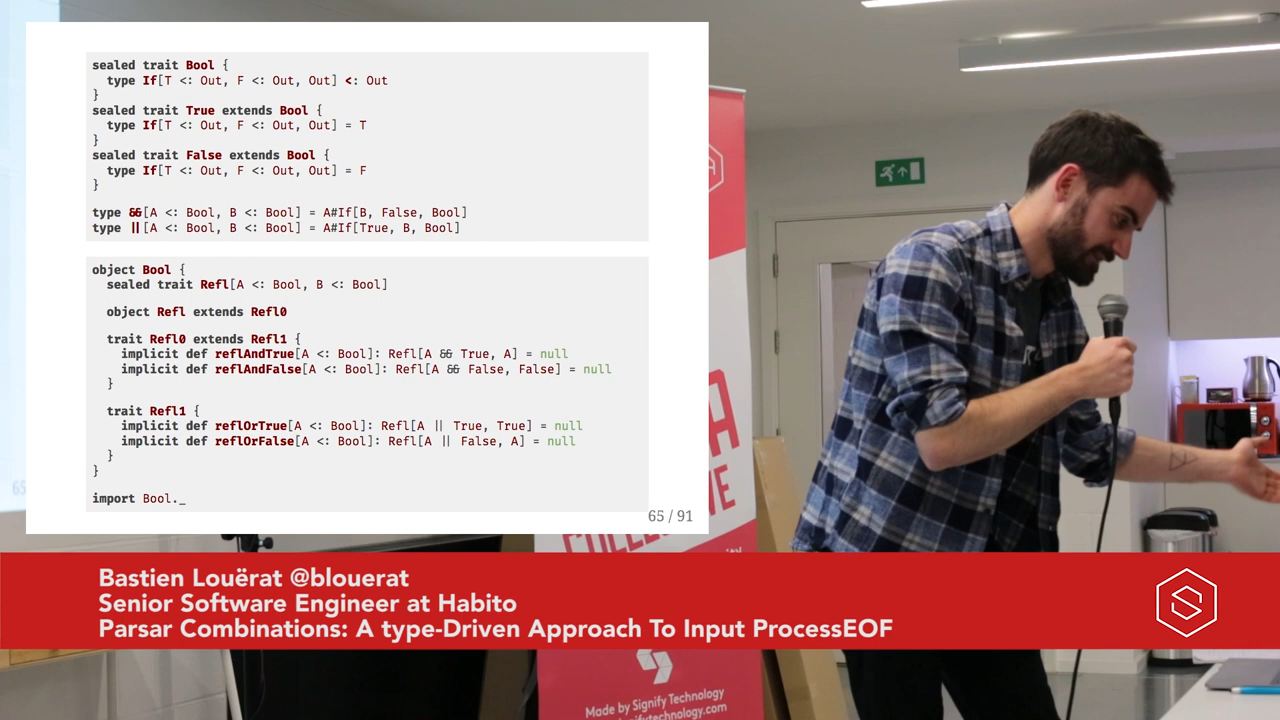 sealed trait Bool {
  type If[T <: Out, F <: Out, Out] <: Out
}
sealed trait True extends Bool {
  type If[T <: Out, F <: Out, Out] = T
}
sealed trait False extends Bool {
  type If[T <: Out, F <: Out, Out] = F
}
type &&[A <: Bool, B <: Bool] = A#If[B, False, Bool]
type ||[A <: Bool, B <: Bool] = A#If[True, B, Bool]
object Bool {
  sealed trait Refl[A <: Bool, B <: Bool]
  object Refl extends Refl0
  trait Refl0 extends Refl1 {
    implicit def reflAndTrue[A <: Bool]: Refl[A && True, A] = null
    implicit def reflAndFalse[A <: Bool]: Refl[A && False, False] = null
  }
  trait Refl1 {
    implicit def reflOrTrue[A <: Bool]: Refl[A || True, True] = null
    implicit def reflOrFalse[A <: Bool]: Refl[A || False, A] = null
  }
}
import Bool._
65 / 91
65
Bastien Louërat @blouerat
Senior Software Engineer at Habito
Parsar Combinations: A type-Driven Approach To Input ProcessEOF
Made by Signify Technology